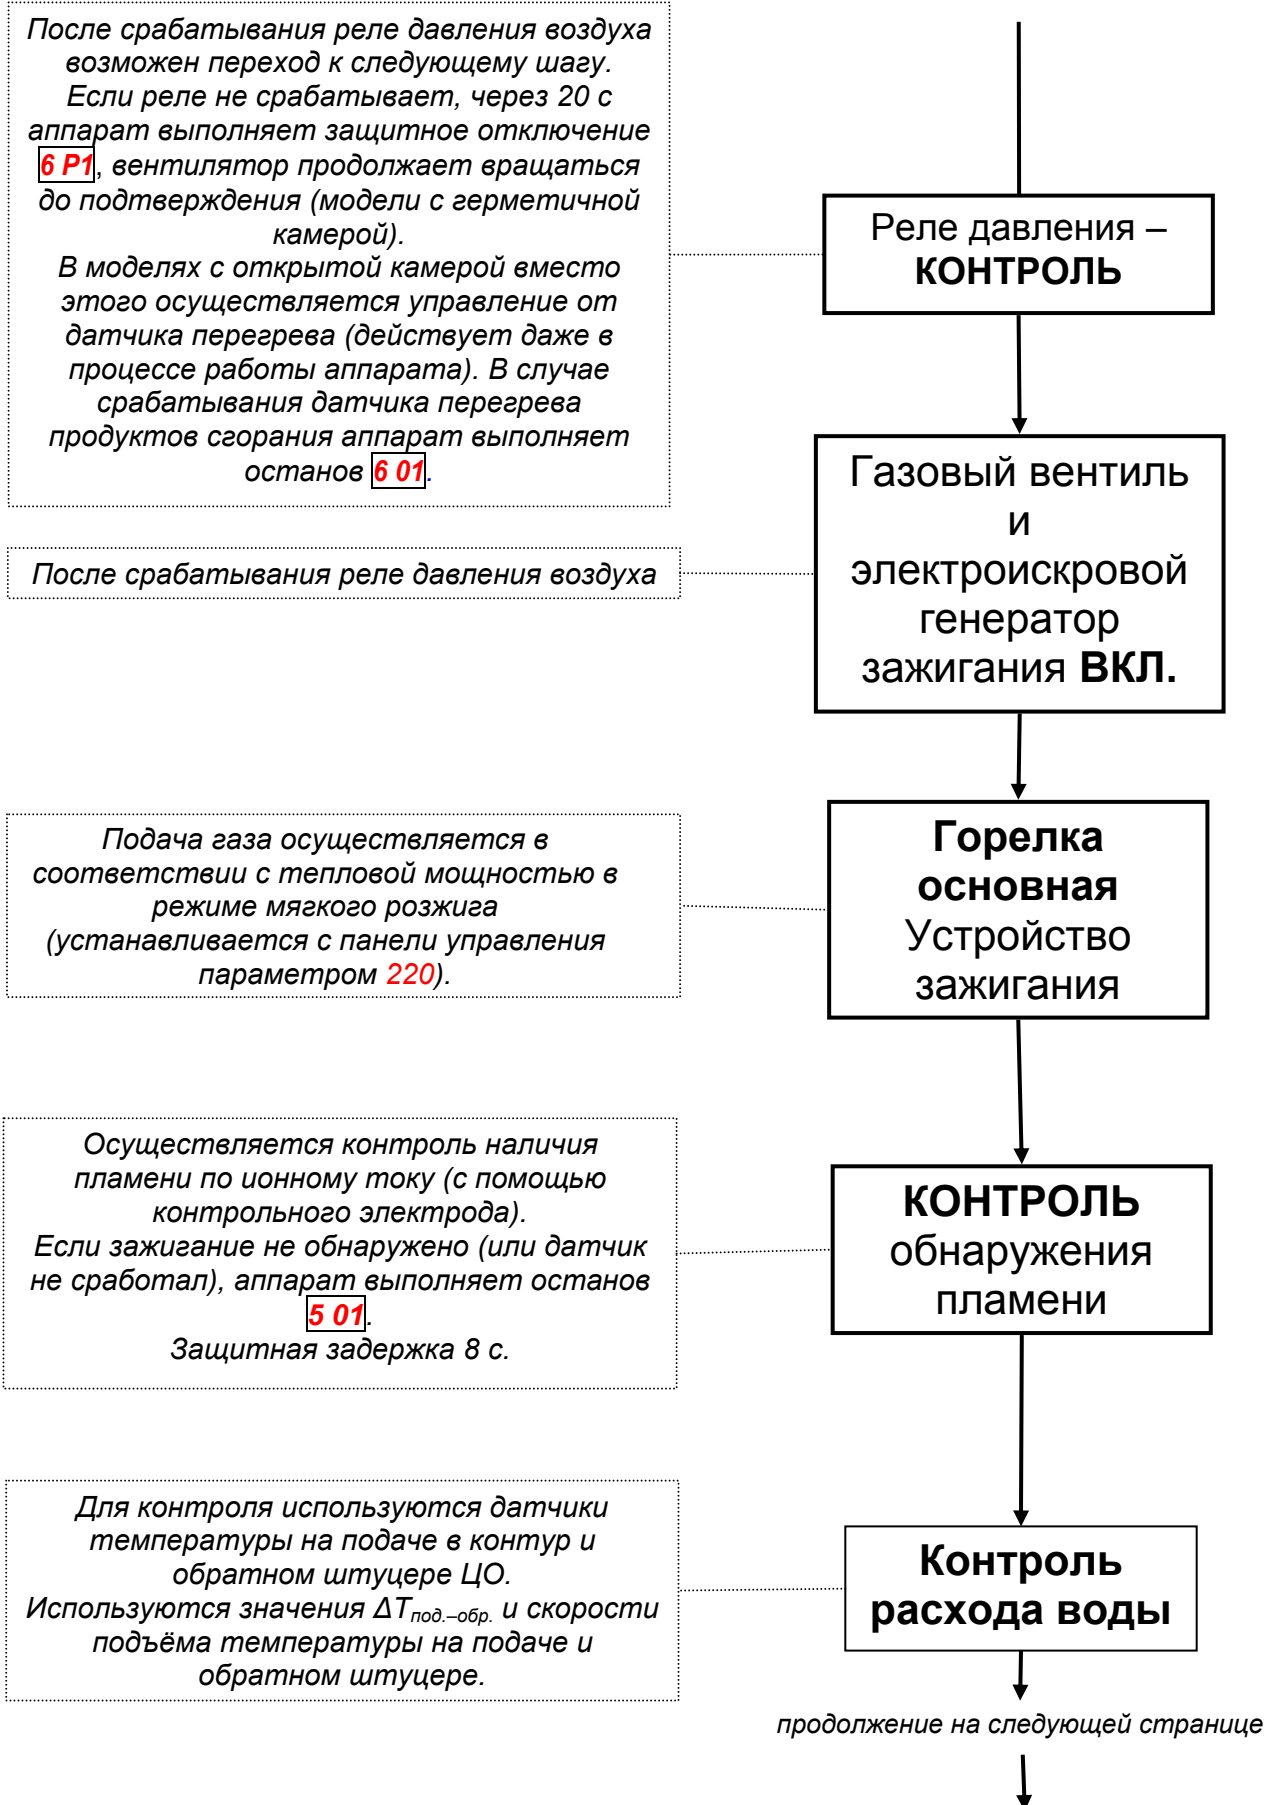 После срабатывания реле давления воздуха
возможен переход к следующему шагу.
Если реле не срабатывает, через 20 с
аппарат выполняет защитное отключение
6 P1, вентилятор продолжает вращаться
до подтверждения (модели с герметичной
камерой).
В моделях с открытой камерой вместо
этого осуществляется управление от
датчика перегрева (действует даже в
процессе работы аппарата). В случае
срабатывания датчика перегрева
продуктов сгорания аппарат выполняет
останов 6 01.
Реле давления –
КОНТРОЛЬ
После срабатывания реле давления воздуха
Газовый вентиль
и
электроискровой
генератор
зажигания ВКЛ.
Подача газа осуществляется в
соответствии с тепловой мощностью в
режиме мягкого розжига
(устанавливается с панели управления
параметром 220).
Горелка
основная
Устройство
зажигания
Осуществляется контроль наличия
пламени по ионному току (с помощью
контрольного электрода).
Если зажигание не обнаружено (или датчик
не сработал), аппарат выполняет останов
5 01.
Защитная задержка 8 с.
КОНТРОЛЬ
обнаружения
пламени
Для контроля используются датчики
температуры на подаче в контур и
обратном штуцере ЦО.
Используются значения ΔTпод.–обр. и скорости
подъёма температуры на подаче и
обратном штуцере.
Контроль
расхода воды
продолжение на следующей странице